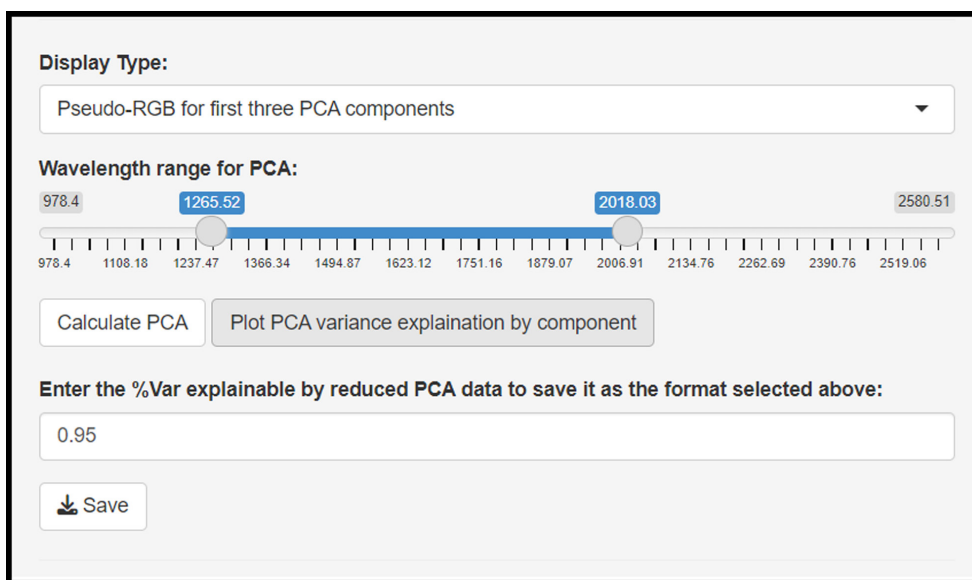 Display Type:
Pseudo-RGB for first three PCA components
Wavelength range for PCA:
978.4 1265.52 2018.03 2580.51
978.4 1108.18 1237.47 1366.34 1494.87 1623.12 1751.16 1879.07 2006.91 2134.76 2262.69 2390.76 2519.06
Calculate PCA Plot PCA variance explaination by component
Enter the %Var explainable by reduced PCA data to save it as the format selected above:
0.95
Save